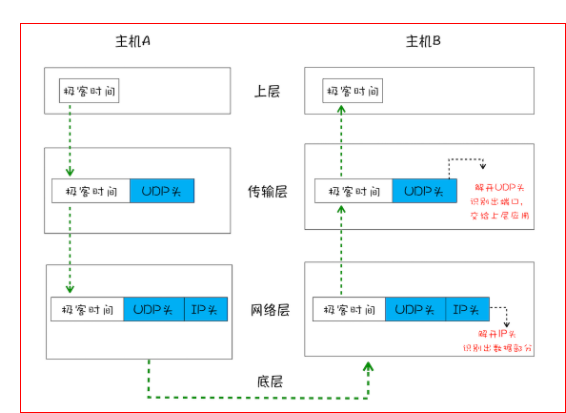 主机A
主机B
极客时间
上层
极客时间
极客时间 UDP头
传输层
极客时间 UDP头
解开UDP头
识别出端口,
交给上层应用
极客时间 UDP头 IP头
网络层
极客时间 UDP头 IP头
解开IP头
识别出数据部分
底层